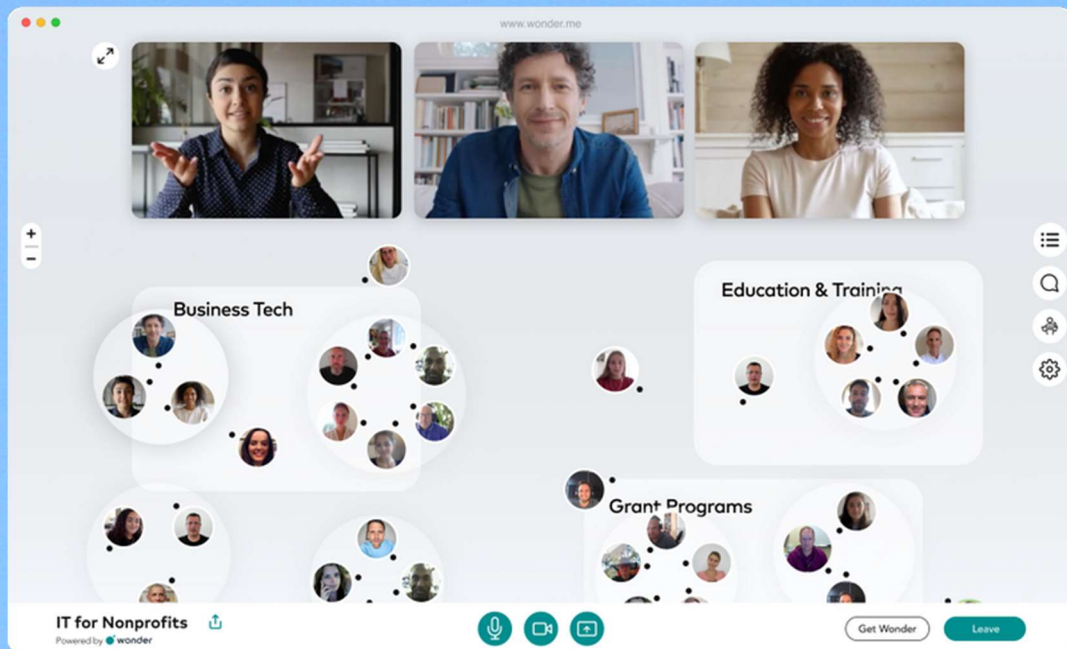 www.wonder.me
Business Tech
Education & Training
Grant Programs
IT for Nonprofits
Powered by wonder
Get Wonder
Leave